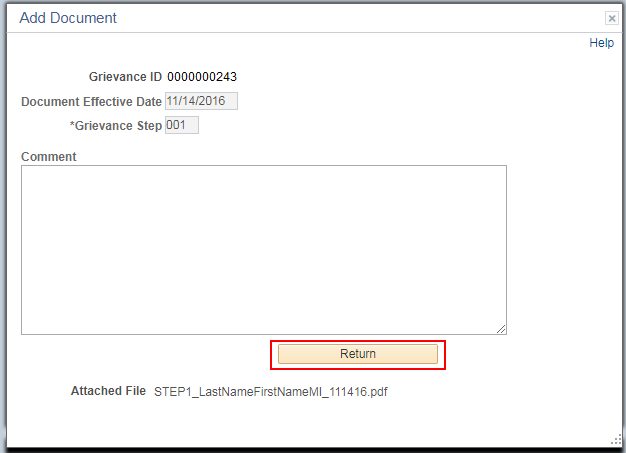 Add Document
Help
Grievance ID 0000000243
Document Effective Date 11/14/2016
*Grievance Step 001
Comment
Return
Attached File STEP1_LastNameFirstNameMI_111416.pdf